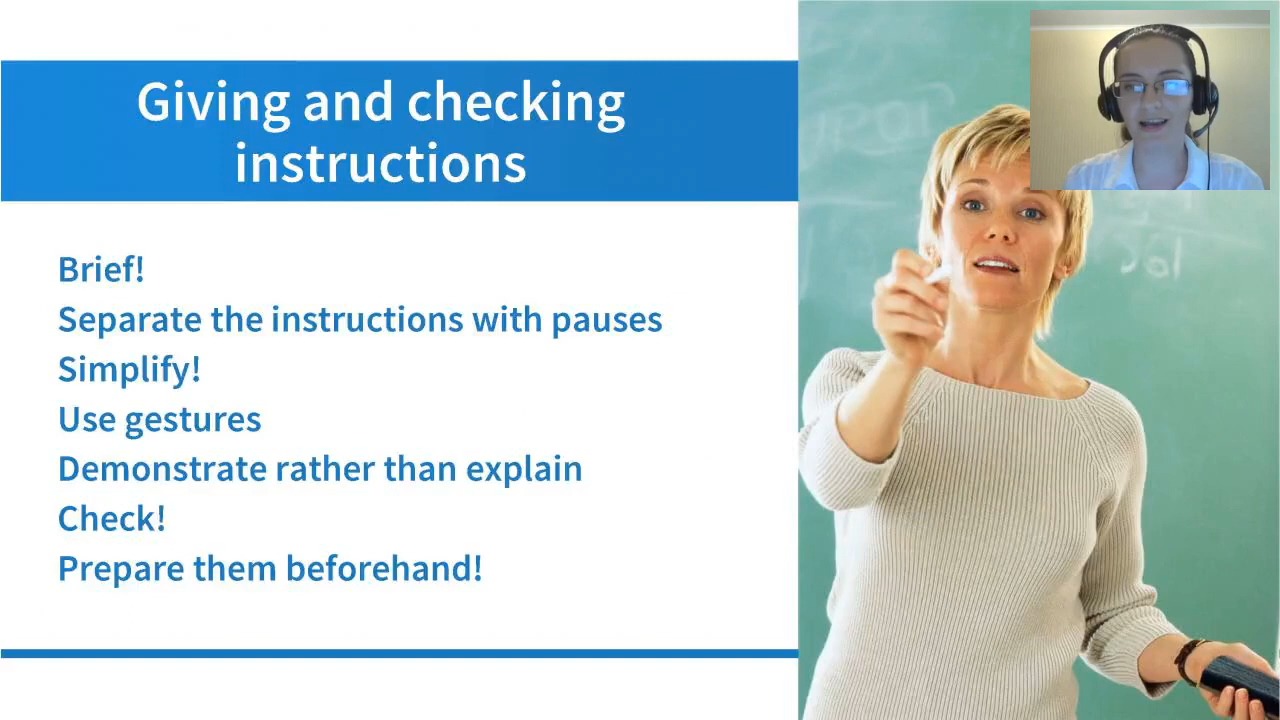 Giving and checking
instructions
Brief!
Separate the instructions with pauses
Simplify!
Use gestures
Demonstrate rather than explain
Check!
Prepare them beforehand!